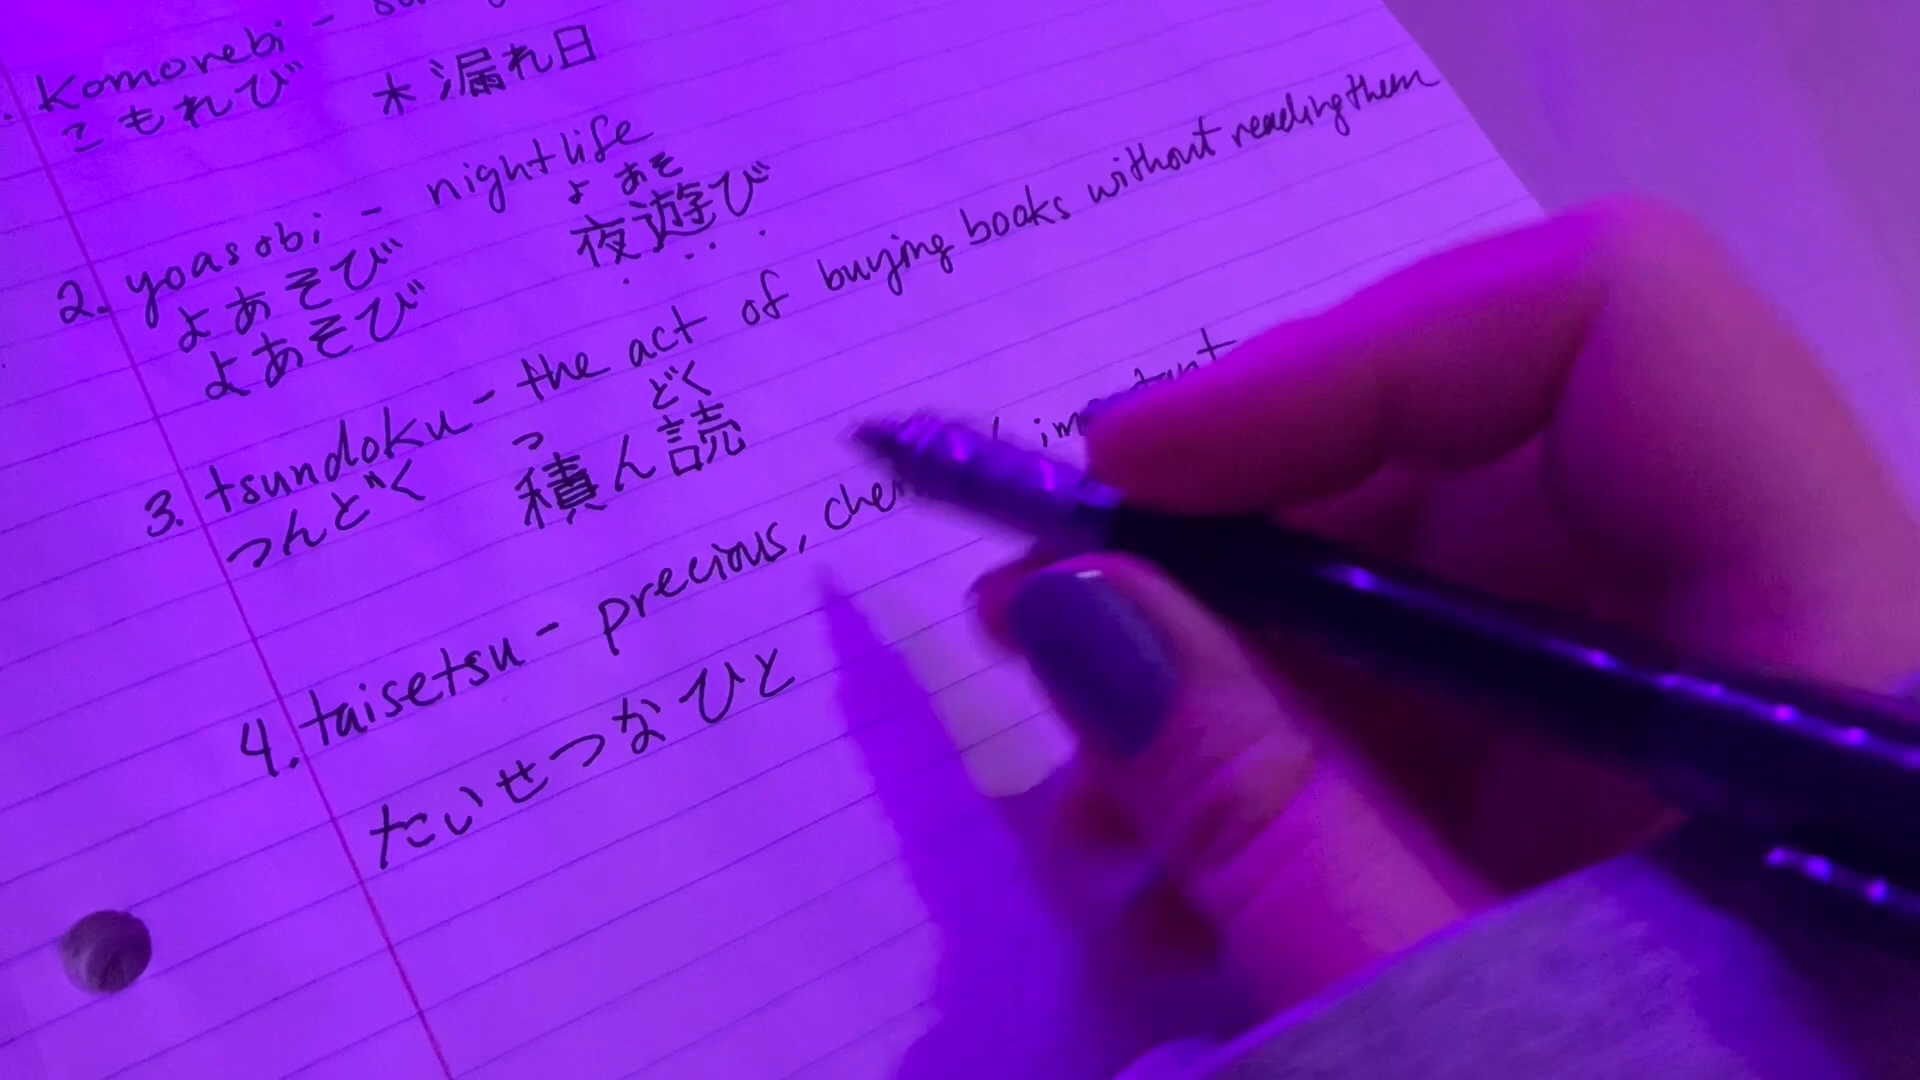 Komorebi -
こもれび 木漏れ日
2. yoasobi - nightlife
よ あそ
よあそび 夜遊び
よあそび
3. tsundoku - the act of buying books without reading them
つ どく
つんどく 積ん読
4. taisetsu - precious,
たいせつなひと